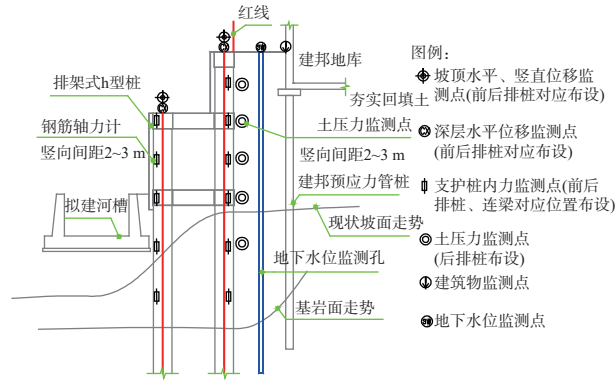 红线
建邦地库
排架式h型桩
夯实回填土
钢筋轴力计
竖向间距2~3 m
土压力监测点
竖向间距2~3 m
拟建河槽
建邦预应力管桩
现状坡面走势
地下水位监测孔
基岩面走势
图例：
坡顶水平、竖直位移监
测点(前后排桩对应布设)
深层水平位移监测点
(前后排桩对应布设)
支护桩内力监测点(前后
排桩、连梁对应位置布设)
土压力监测点
(后排桩布设)
建筑物监测点
地下水位监测点